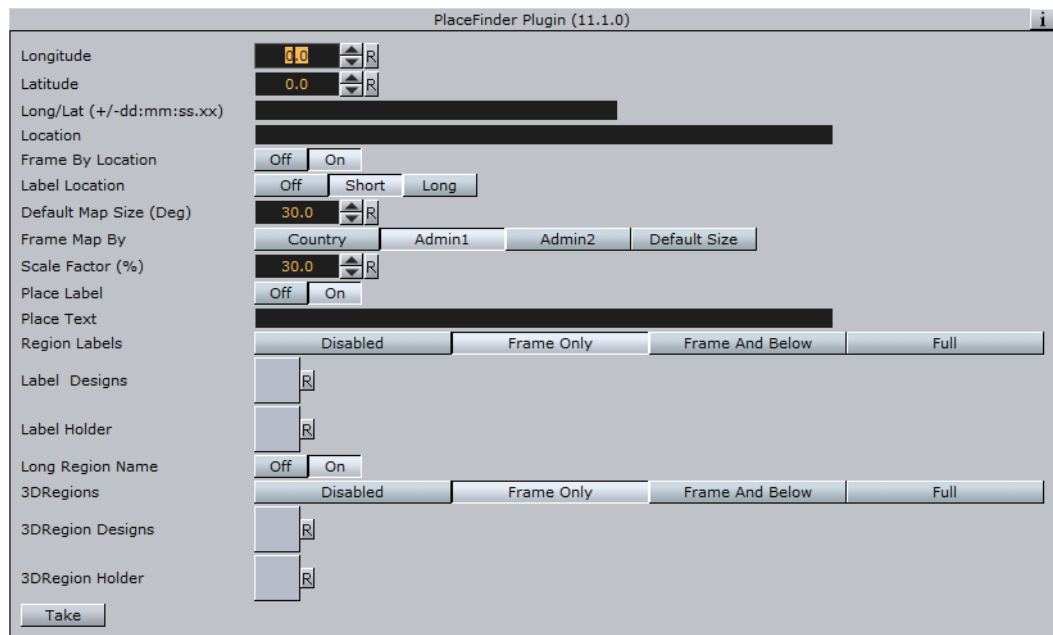 PlaceFinder Plugin (11.1.0) i
Longitude 0.0 R
Latitude 0.0 R
Long/Lat (+/-dd:mm:ss.xx)
Location
Frame By Location Off On
Label Location Off Short Long
Default Map Size (Deg) 30.0 R
Frame Map By Country Admin1 Admin2 Default Size
Scale Factor (%) 30.0 R
Place Label Off On
Place Text
Region Labels Disabled Frame Only Frame And Below Full
Label Designs R
Label Holder R
Long Region Name Off On
3DRegions Disabled Frame Only Frame And Below Full
3DRegion Designs R
3DRegion Holder R
Take